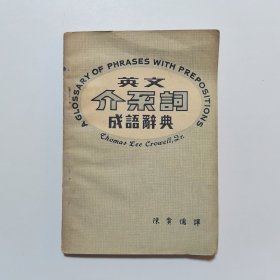 A GLOSSARY OF PHRASES WITH PREPOSITIONS
英文
介系詞
成語辭典
Thomas Lee Crowell, Jr.
陳賓儒譯